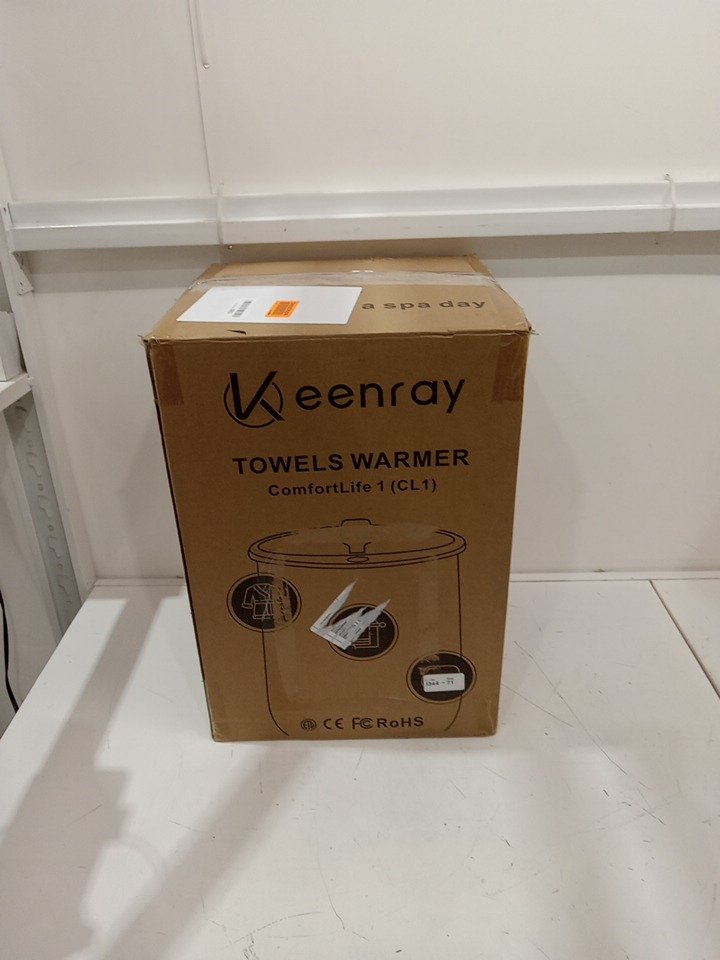 a spa day
Keenray
TOWELS WARMER
ComfortLife 1 (CL1)
CE FC RoHS